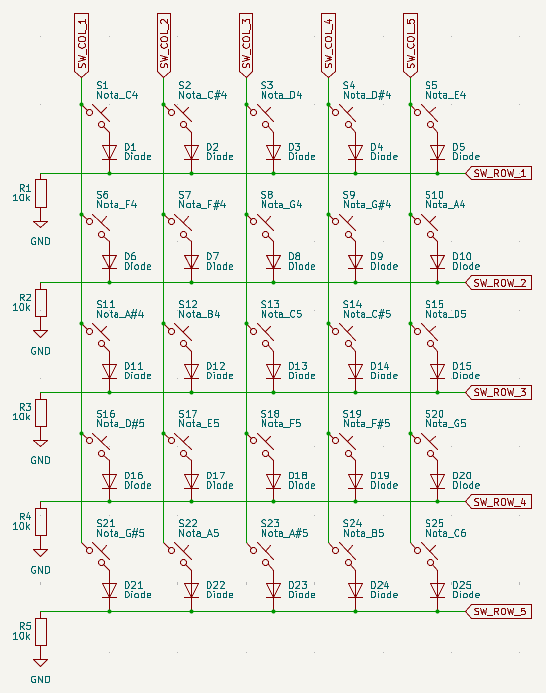 SW_COL_1
SW_COL_2
SW_COL_3
SW_COL_4
SW_COL_5
S1
Nota_C4
S2
Nota_C#4
S3
Nota_D4
S4
Nota_D#4
S5
Nota_E4
D1
Diode
D2
Diode
D3
Diode
D4
Diode
D5
Diode
SW_ROW_1
R1
10k
GND
S6
Nota_F4
S7
Nota_F#4
S8
Nota_G4
S9
Nota_G#4
S10
Nota_A4
D6
Diode
D7
Diode
D8
Diode
D9
Diode
D10
Diode
SW_ROW_2
R2
10k
GND
S11
Nota_A#4
S12
Nota_B4
S13
Nota_C5
S14
Nota_C#5
S15
Nota_D5
D11
Diode
D12
Diode
D13
Diode
D14
Diode
D15
Diode
SW_ROW_3
R3
10k
GND
S16
Nota_D#5
S17
Nota_E5
S18
Nota_F5
S19
Nota_F#5
S20
Nota_G5
D16
Diode
D17
Diode
D18
Diode
D19
Diode
D20
Diode
SW_ROW_4
R4
10k
GND
S21
Nota_G#5
S22
Nota_A5
S23
Nota_A#5
S24
Nota_B5
S25
Nota_C6
D21
Diode
D22
Diode
D23
Diode
D24
Diode
D25
Diode
SW_ROW_5
R5
10k
GND